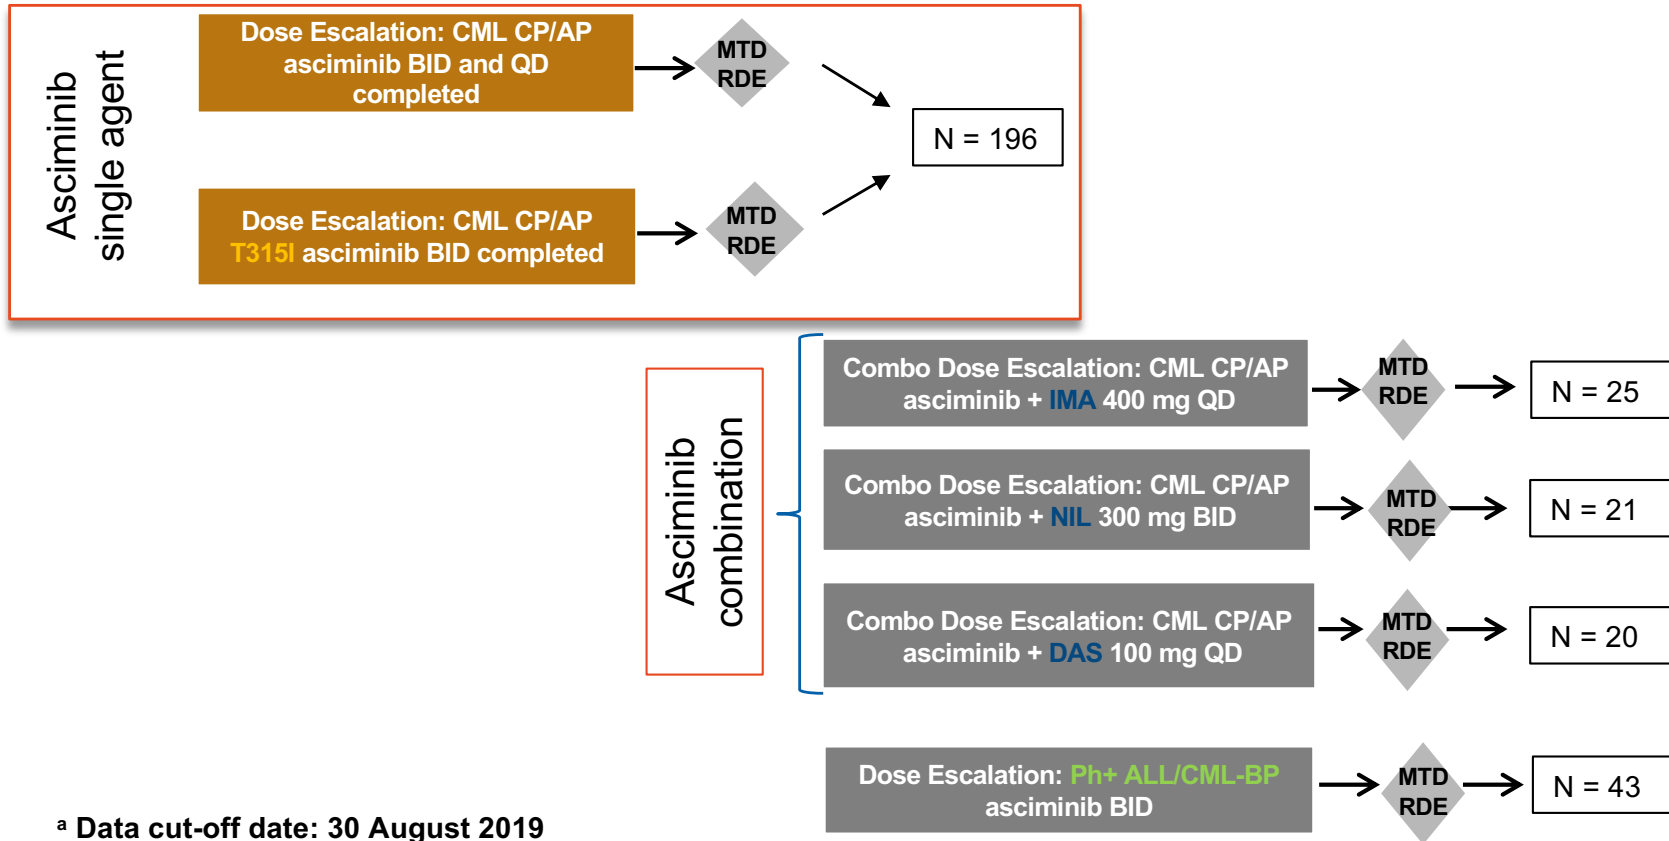 Asciminib
single agent
Dose Escalation: CML CP/AP
asciminib BID and QD
completed
MTD
RDE
N = 196
Dose Escalation: CML CP/AP
T315I asciminib BID completed
MTD
RDE
Asciminib
combination
Combo Dose Escalation: CML CP/AP
asciminib + IMA 400 mg QD
MTD
RDE
N = 25
Combo Dose Escalation: CML CP/AP
asciminib + NIL 300 mg BID
MTD
RDE
N = 21
Combo Dose Escalation: CML CP/AP
asciminib + DAS 100 mg QD
MTD
RDE
N = 20
Dose Escalation: Ph+ ALL/CML-BP
asciminib BID
MTD
RDE
N = 43
ᵃ Data cut-off date: 30 August 2019